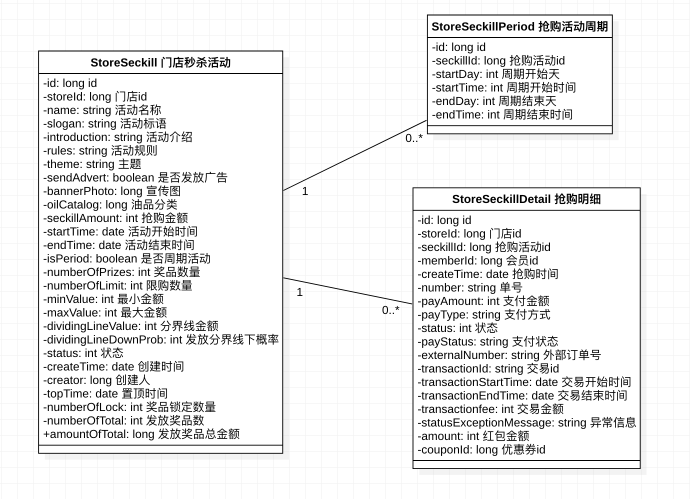 StoreSeckill 门店秒杀活动
-id: long id
-storeId: long 门店id
-name: string 活动名称
-slogan: string 活动标语
-introduction: string 活动介绍
-rules: string 活动规则
-theme: string 主题
-sendAdvert: boolean 是否发放广告
-bannerPhoto: long 宣传图
-oilCatalog: long 油品分类
-seckillAmount: int 抢购金额
-startTime: date 活动开始时间
-endTime: date 活动结束时间
-isPeriod: boolean 是否周期活动
-numberOfPrizes: int 奖品数量
-numberOfLimit: int 限购数量
-minValue: int 最小金额
-maxValue: int 最大金额
-dividingLineValue: int 分界线金额
-dividingLineDownProb: int 发放分界线下概率
-status: int 状态
-createTime: date 创建时间
-creator: long 创建人
-topTime: date 置顶时间
-numberOfLock: int 奖品锁定数量
-numberOfTotal: int 发放奖品数
+amountOfTotal: long 发放奖品总金额
1
0..*
1
0..*
StoreSeckillPeriod 抢购活动周期
-id: long id
-seckillId: long 抢购活动id
-startDay: int 周期开始天
-startTime: int 周期开始时间
-endDay: int 周期结束天
-endTime: int 周期结束时间
StoreSeckillDetail 抢购明细
-id: long id
-storeId: long 门店id
-seckillId: long 抢购活动id
-memberId: long 会员id
-createTime: date 抢购时间
-number: string 单号
-payAmount: int 支付金额
-payType: string 支付方式
-status: int 状态
-payStatus: string 支付状态
-externalNumber: string 外部订单号
-transactionId: string 交易id
-transactionStartTime: date 交易开始时间
-transactionEndTime: date 交易结束时间
-transactionfee: int 交易金额
-statusExceptionMessage: string 异常信息
-amount: int 红包金额
-couponId: long 优惠券id